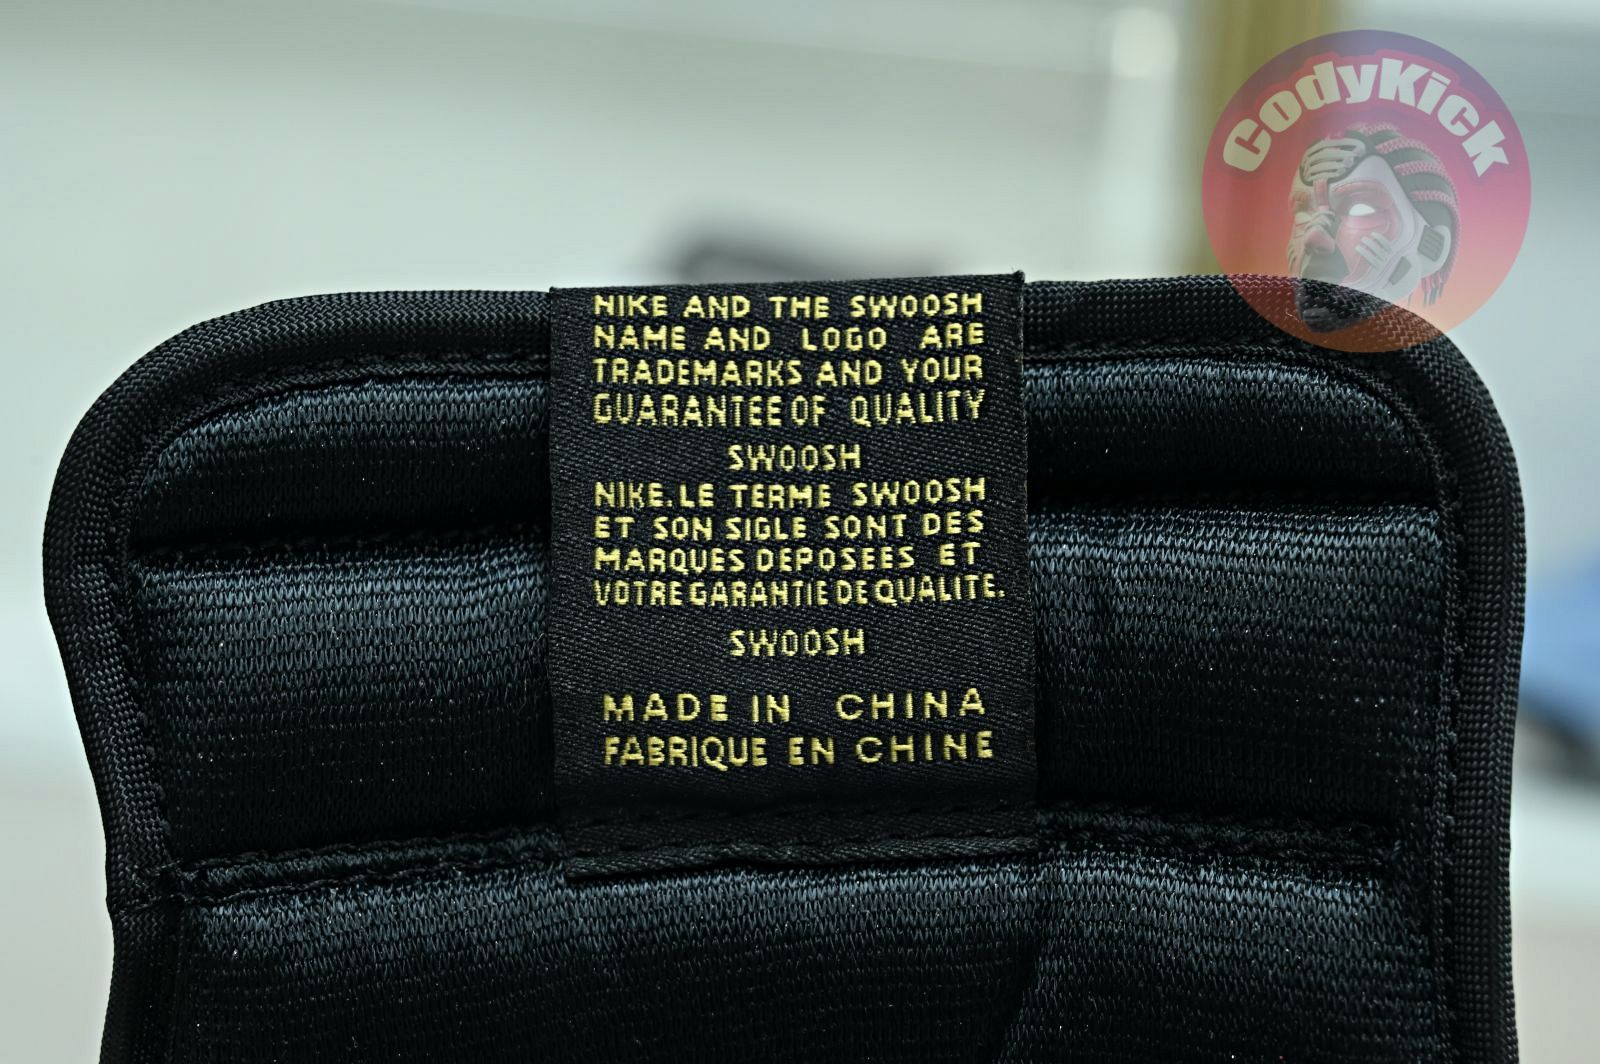 CodyKick
NIKE AND THE SWOOSH
NAME AND LOGO ARE
TRADEMARKS AND YOUR
GUARANTEE OF QUALITY
SWOOSH
NIKE.LE TERME SWOOSH
ET SON SIGLE SONT DES
MARQUES DEPOSEES ET
VOTRE GARANTIE DE QUALITE.
SWOOSH
MADE IN CHINA
FABRIQUE EN CHINE